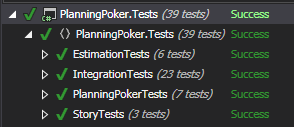 C# PlanningPoker.Tests (39 tests) Success
{} PlanningPoker.Tests (39 tests) Success
EstimationTests (6 tests) Success
IntegrationTests (23 tests) Success
PlanningPokerTests (7 tests) Success
StoryTests (3 tests) Success